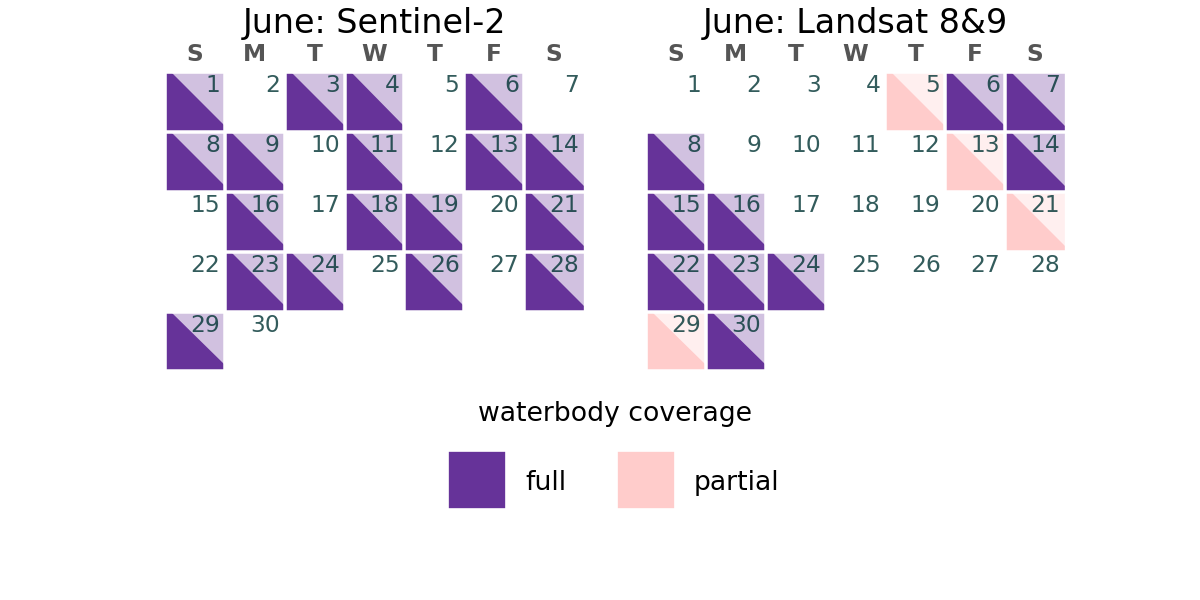 June: Sentinel-2
S M T W T F S
1 2 3 4 5 6 7
8 9 10 11 12 13 14
15 16 17 18 19 20 21
22 23 24 25 26 27 28
29 30
June: Landsat 8&9
S M T W T F S
1 2 3 4 5 6 7
8 9 10 11 12 13 14
15 16 17 18 19 20 21
22 23 24 25 26 27 28
29 30
waterbody coverage
full partial